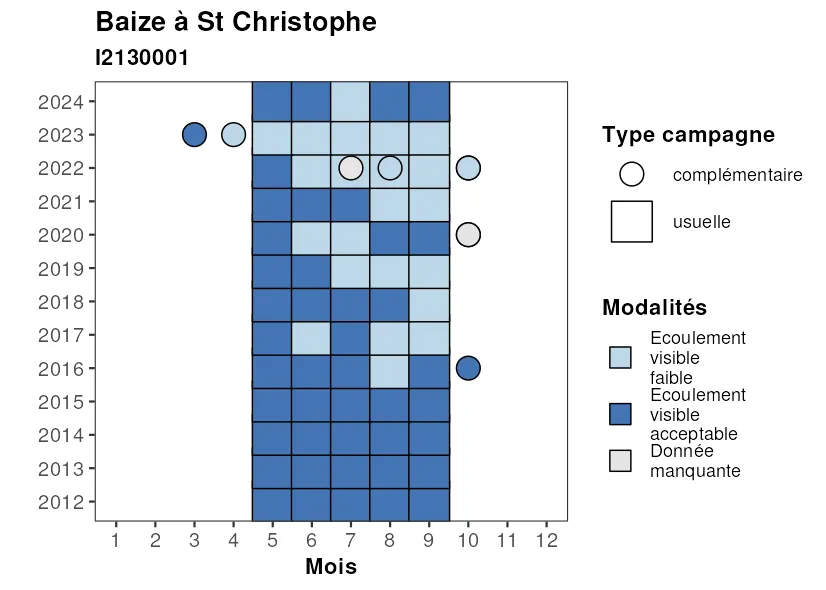 Baize à St Christophe
I2130001
2024
2023
2022
2021
2020
2019
2018
2017
2016
2015
2014
2013
2012
1 2 3 4 5 6 7 8 9 10 11 12
Mois
Type campagne
complémentaire
usuelle
Modalités
Ecoulement
visible
faible
Ecoulement
visible
acceptable
Donnée
manquante